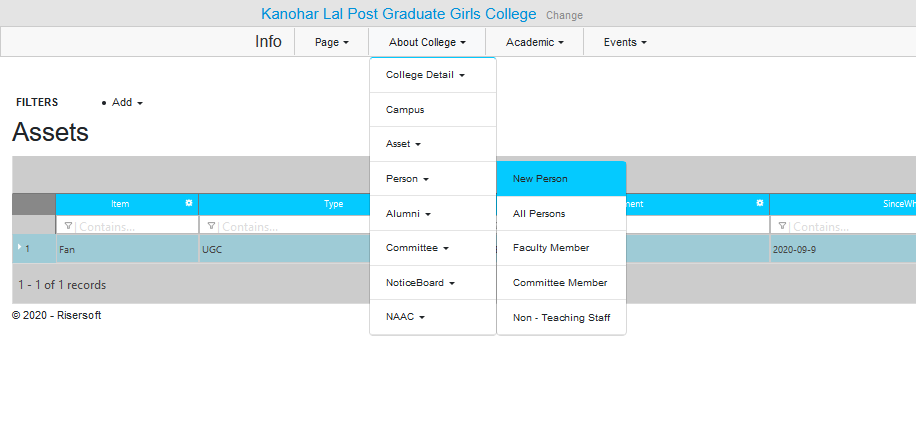 Kanohar Lal Post Graduate Girls College Change
Info Page About College Academic Events
College Detail
Campus
Asset
Person
Alumni
Committee
NoticeBoard
NAAC
New Person
All Persons
Faculty Member
Committee Member
Non - Teaching Staff
FILTERS • Add
Assets
Item Type ment SinceWh
Contains... Contains... Contains...
1 Fan UGC 2020-09-9
1 - 1 of 1 records
© 2020 - Risersoft